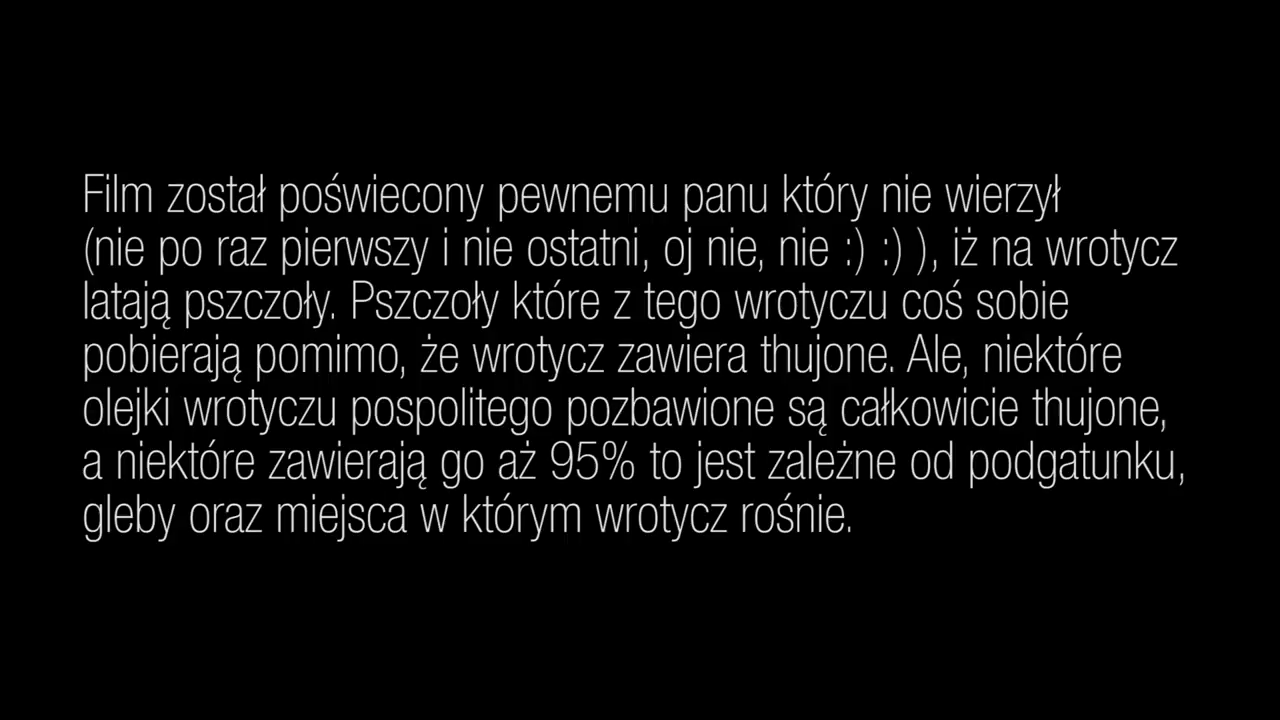 Film został poświecony pewnemu panu który nie wierzył
(nie po raz pierwszy i nie ostatni, oj nie, nie :) :) ), iż na wrotycz
latają pszczoły. Pszczoły które z tego wrotyczu coś sobie
pobierają pomimo, że wrotycz zawiera thujone. Ale, niektóre
olejki wrotyczu pospolitego pozbawione są całkowicie thujone,
a niektóre zawierają go aż 95% to jest zależne od podgatunku,
gleby oraz miejsca w którym wrotycz rośnie.